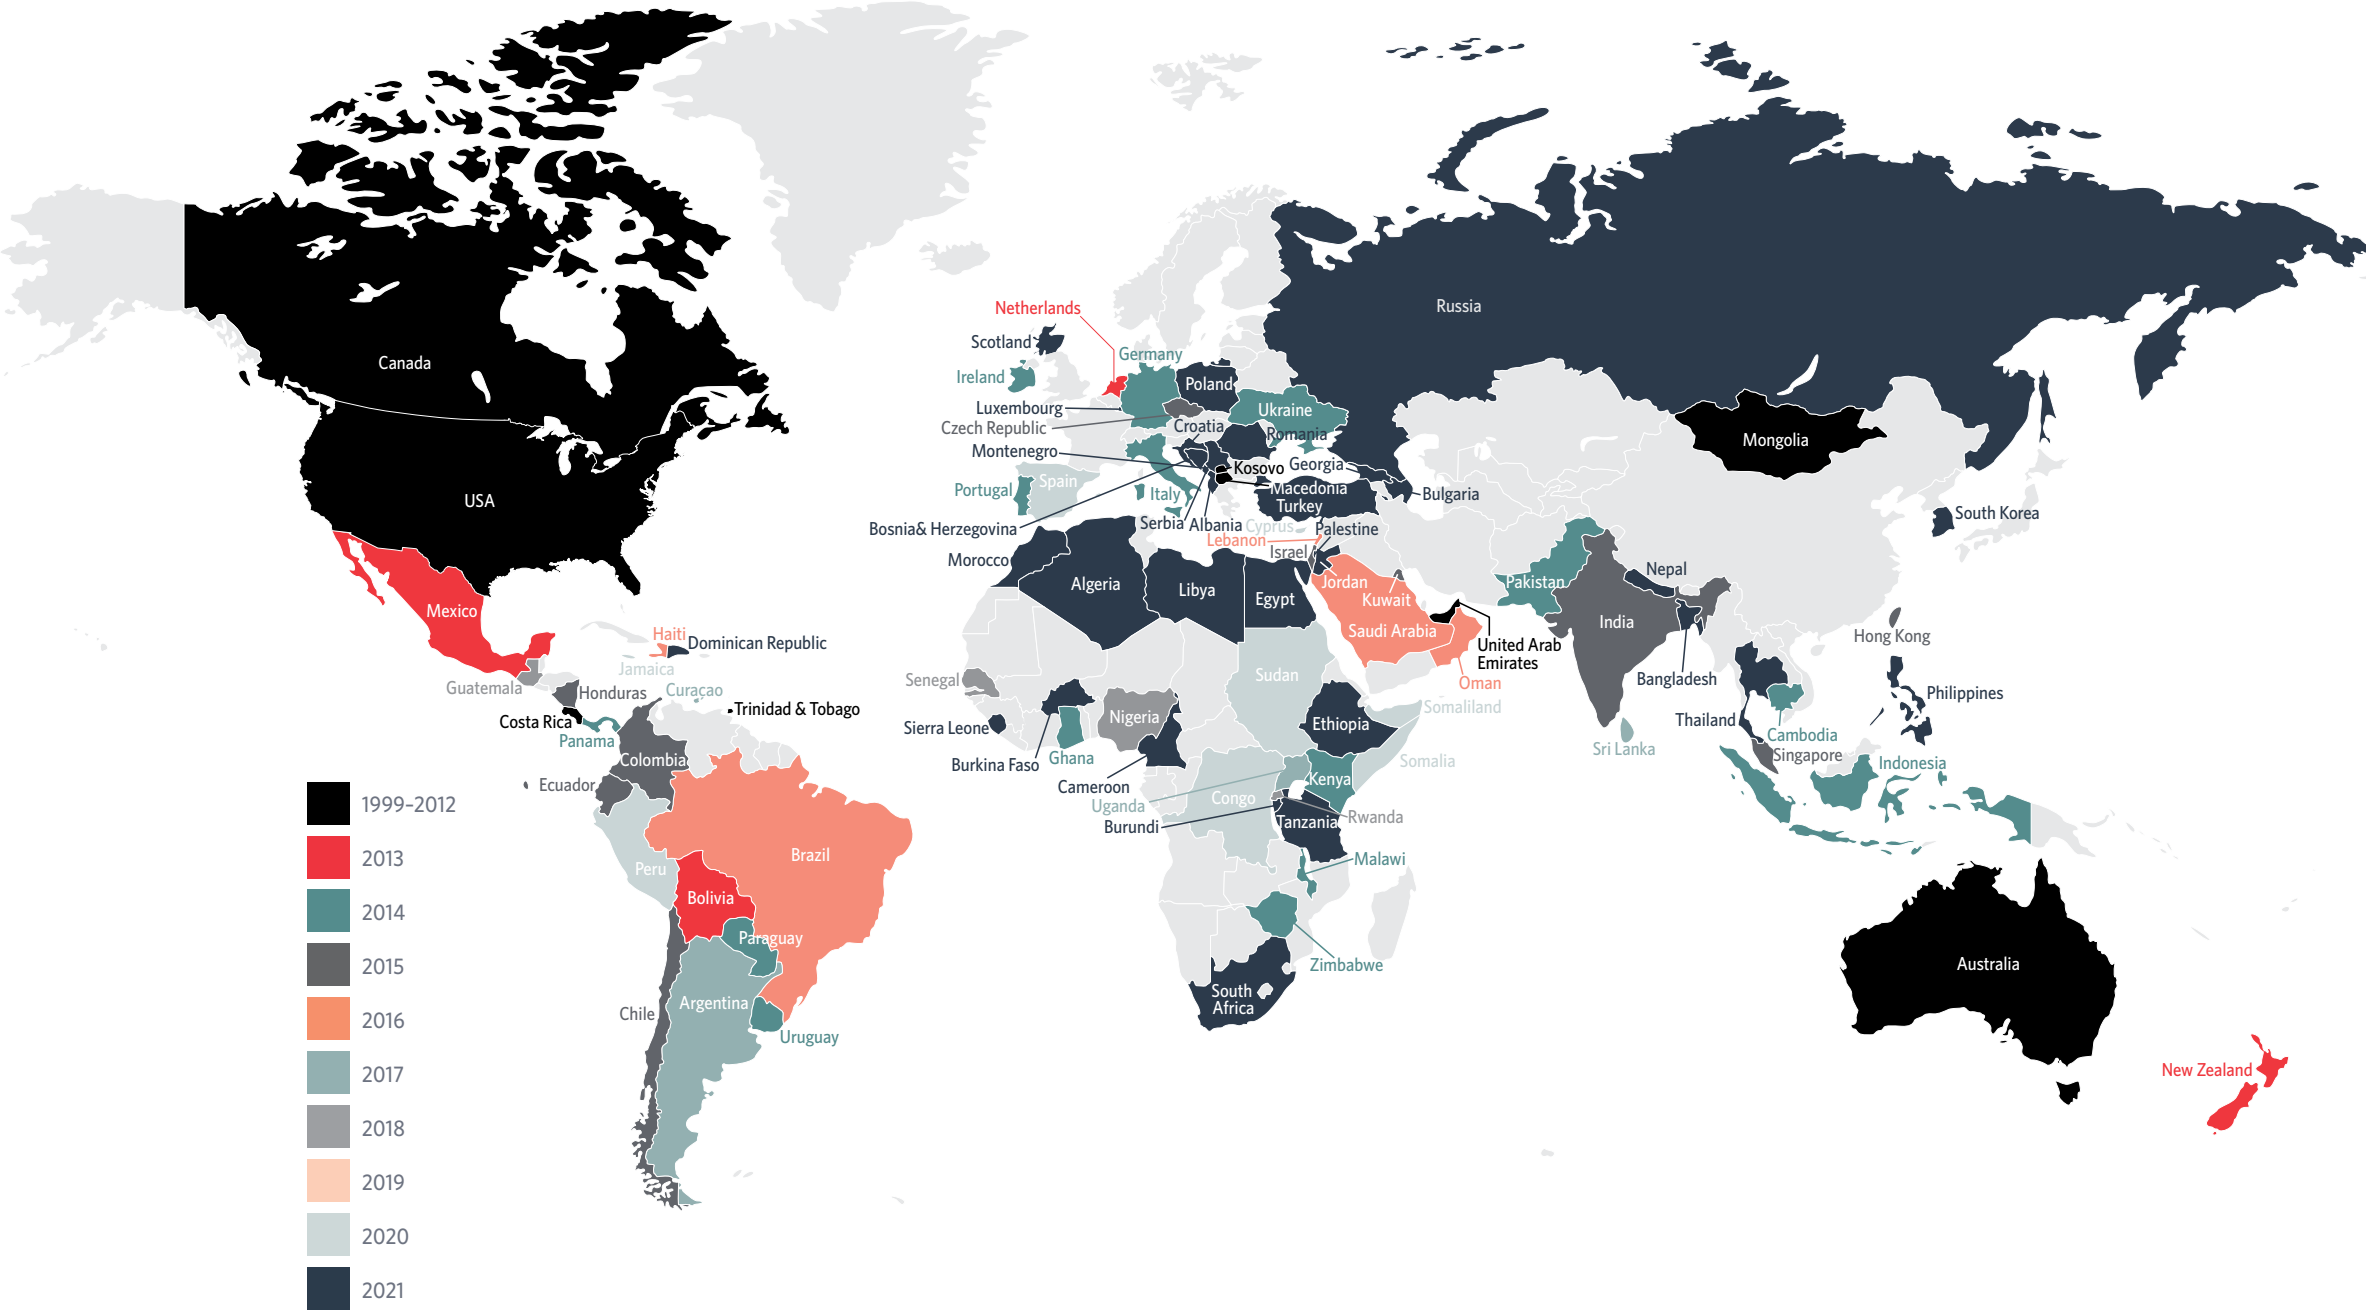 Russia
Netherlands
Scotland
Germany
Canada
Ireland
Poland
Luxembourg
Ukraine
Czech Republic
Croatia
Romania
Mongolia
Montenegro
Kosovo
Georgia
Spain
Portugal
Italy
Macedonia
Bulgaria
USA
Turkey
South Korea
Bosnia& Herzegovina
Serbia
Albania
Cyprus
Palestine
Lebanon
Morocco
Israel
Nepal
Algeria
Jordan
Pakistan
Libya
Egypt
Kuwait
Mexico
India
Haiti
Dominican Republic
Saudi Arabia
Hong Kong
United Arab
Emirates
Jamaica
Sudan
Senegal
Bangladesh
Oman
Guatemala
Honduras
Curaçao
Philippines
Trinidad & Tobago
Somaliland
Costa Rica
Nigeria
Ethiopia
Thailand
Sierra Leone
Panama
Cambodia
Sri Lanka
Singapore
Colombia
Ghana
Somalia
Burkina Faso
Indonesia
Ecuador
Cameroon
Kenya
Uganda
Congo
1999-2012
Burundi
Tanzania
Rwanda
2013
Brazil
Malawi
Peru
Bolivia
2014
Paraguay
Zimbabwe
2015
Australia
South
Africa
Argentina
Chile
2016
Uruguay
New Zealand
2017
2018
2019
2020
2021